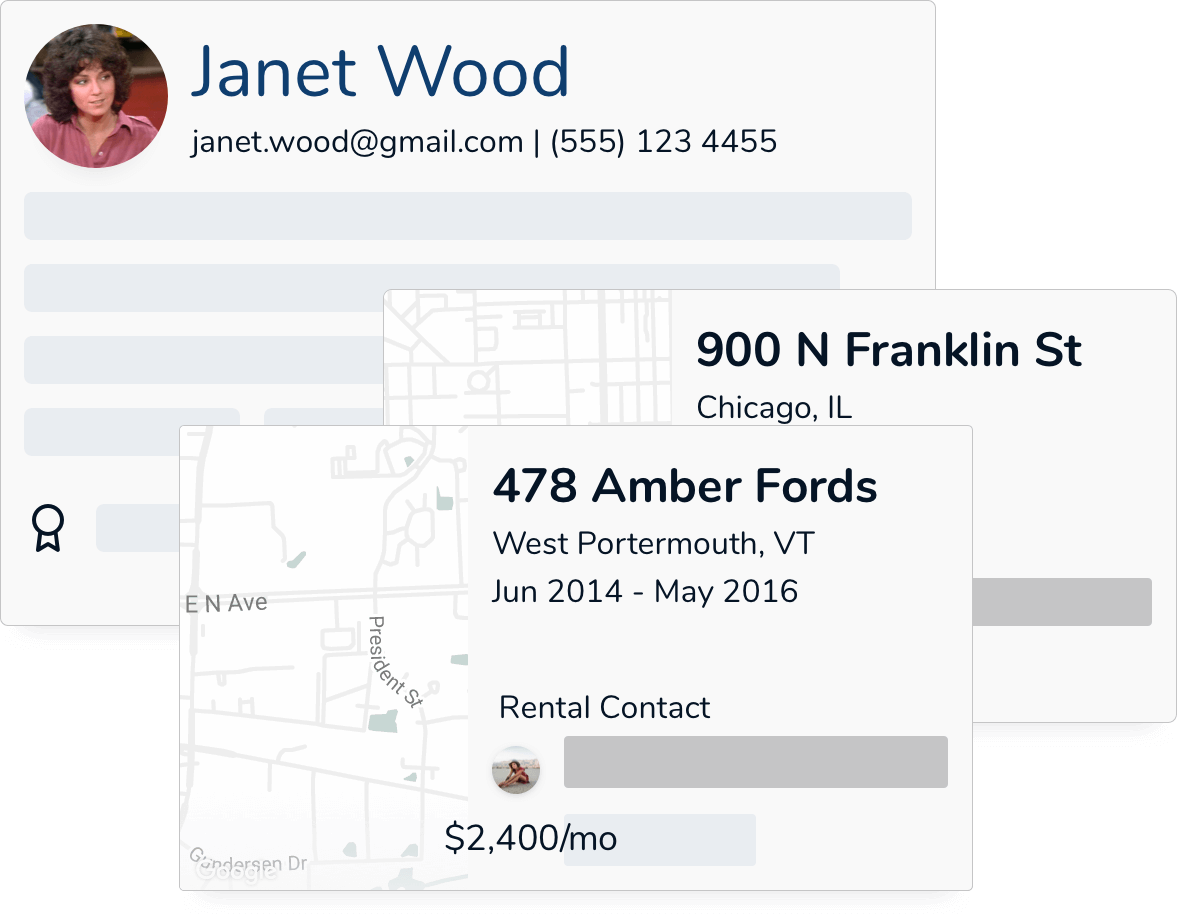 Janet Wood
janet.wood@gmail.com | (555) 123 4455
900 N Franklin St
Chicago, IL
478 Amber Fords
West Portermouth, VT
Jun 2014 - May 2016
E N Ave
President St
Rental Contact
$2,400/mo
Gundersen Dr
Google